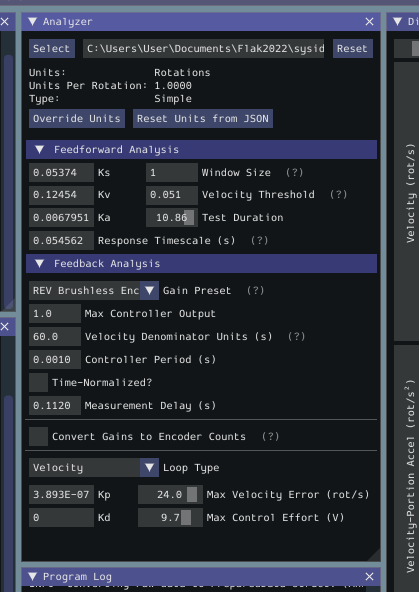 ▼ Analyzer
Select C:\Users\User\Documents\Flak2022\sysid Reset
Units: Rotations
Units Per Rotation: 1.0000
Type: Simple
Override Units Reset Units from JSON
▼ Feedforward Analysis
0.05374 Ks 1 Window Size (?)
0.12454 Kv 0.051 Velocity Threshold (?)
0.0067951 Ka 10.86 Test Duration
0.054562 Response Timescale (s) (?)
▼ Feedback Analysis
REV Brushless Enc ▼ Gain Preset (?)
1.0 Max Controller Output
60.0 Velocity Denominator Units (s) (?)
0.0010 Controller Period (s)
Time-Normalized?
0.1120 Measurement Delay (s)
Convert Gains to Encoder Counts (?)
Velocity ▼ Loop Type
3.893E-07 Kp 24.0 Max Velocity Error (rot/s)
0 Kd 9.7 Max Control Effort (V)
▼ Program Log
▼ Di
Velocity (rot/s)
Velocity-Portion Accel (rot/s²)